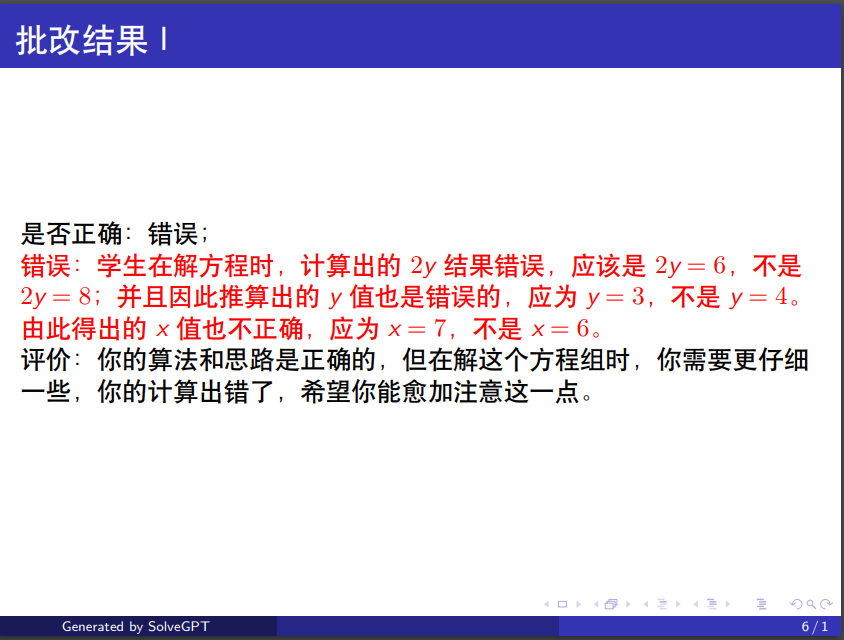 批改结果 I
是否正确：错误；
错误：学生在解方程时，计算出的 2y 结果错误，应该是 2y = 6，不是
2y = 8；并且因此推算出的 y 值也是错误的，应为 y = 3，不是 y = 4。
由此得出的 x 值也不正确，应为 x = 7，不是 x = 6。
评价：你的算法和思路是正确的，但在解这个方程组时，你需要更仔细
一些，你的计算出错了，希望你能愈加注意这一点。
Generated by SolveGPT
6 / 1